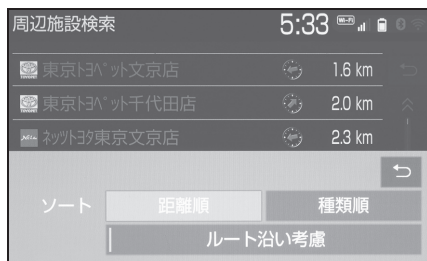 周辺施設検索 5:33 Wi-Fi
東京トヨペット文京店 1.6 km
東京トヨペット千代田店 2.0 km
ネッツトヨタ東京文京店 2.3 km
ソート 距離順 種類順
ルート沿い考慮